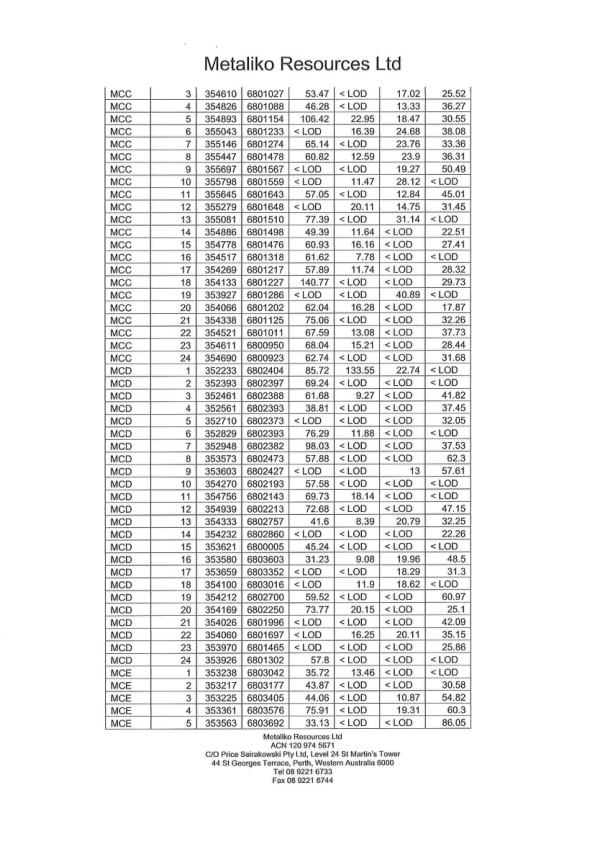 Metaliko Resources Ltd
MCC 3 354610 6801027 53.47 < LOD 17.02 25.52
MCC 4 354826 6801088 46.28 < LOD 13.33 36.27
MCC 5 354893 6801154 106.42 22.95 18.47 30.55
MCC 6 355043 6801233 < LOD 16.39 24.68 38.08
MCC 7 355146 6801274 65.14 < LOD 23.76 33.36
MCC 8 355447 6801478 60.82 12.59 23.9 36.31
MCC 9 355697 6801567 < LOD < LOD 19.27 50.49
MCC 10 355798 6801559 < LOD 11.47 28.12 < LOD
MCC 11 355645 6801643 57.05 < LOD 12.84 45.01
MCC 12 355279 6801648 < LOD 20.11 14.75 31.45
MCC 13 355081 6801510 77.39 < LOD 31.14 < LOD
MCC 14 354886 6801498 49.39 11.64 < LOD 22.51
MCC 15 354778 6801476 60.93 16.16 < LOD 27.41
MCC 16 354517 6801318 61.62 7.78 < LOD < LOD
MCC 17 354269 6801217 57.89 11.74 < LOD 28.32
MCC 18 354133 6801227 140.77 < LOD < LOD 29.73
MCC 19 353927 6801286 < LOD < LOD 40.89 < LOD
MCC 20 354066 6801202 62.04 16.28 < LOD 17.87
MCC 21 354338 6801125 75.06 < LOD < LOD 32.26
MCC 22 354521 6801011 67.59 13.08 < LOD 37.73
MCC 23 354611 6800950 68.04 15.21 < LOD 28.44
MCC 24 354690 6800923 62.74 < LOD < LOD 31.68
MCD 1 352233 6802404 85.72 133.55 22.74 < LOD
MCD 2 352393 6802397 69.24 < LOD < LOD < LOD
MCD 3 352461 6802388 61.68 9.27 < LOD 41.82
MCD 4 352561 6802393 38.81 < LOD < LOD 37.45
MCD 5 352710 6802373 < LOD < LOD < LOD 32.05
MCD 6 352829 6802393 76.29 11.88 < LOD < LOD
MCD 7 352948 6802382 98.03 < LOD < LOD 37.53
MCD 8 353573 6802473 57.88 < LOD < LOD 62.3
MCD 9 353603 6802427 < LOD < LOD 13 57.61
MCD 10 354270 6802193 57.58 < LOD < LOD < LOD
MCD 11 354756 6802143 69.73 18.14 < LOD < LOD
MCD 12 354939 6802213 72.68 < LOD < LOD 47.15
MCD 13 354333 6802757 41.6 8.39 20.79 32.25
MCD 14 354232 6802860 < LOD < LOD < LOD 22.26
MCD 15 353621 6800005 45.24 < LOD < LOD < LOD
MCD 16 353580 6803603 31.23 9.08 19.96 48.5
MCD 17 353659 6803352 < LOD < LOD 18.29 31.3
MCD 18 354100 6803016 < LOD 11.9 18.62 < LOD
MCD 19 354212 6802700 59.52 < LOD < LOD 60.97
MCD 20 354169 6802250 73.77 20.15 < LOD 25.1
MCD 21 354026 6801996 < LOD < LOD < LOD 42.09
MCD 22 354060 6801697 < LOD 16.25 20.11 35.15
MCD 23 353970 6801465 < LOD < LOD < LOD 25.86
MCD 24 353926 6801302 57.8 < LOD < LOD < LOD
MCE 1 353238 6803042 35.72 13.46 < LOD < LOD
MCE 2 353217 6803177 43.87 < LOD < LOD 30.58
MCE 3 353225 6803405 44.06 < LOD 10.87 54.82
MCE 4 353361 6803576 75.91 < LOD 19.31 60.3
MCE 5 353563 6803692 33.13 < LOD < LOD 86.05
Metaliko Resources Ltd
ACN 120 974 5671
C/O Price Seirakowski Pty Ltd, Level 24 St Martin's Tower
44 St Georges Terrace, Perth, Western Australia 6000
Tel 08 9221 6733
Fax 08 9221 6744